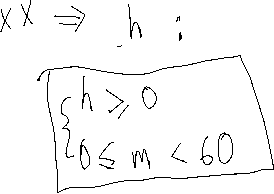 xx ⇒ h :
h ⩾ 0
0 ≤ m < 60